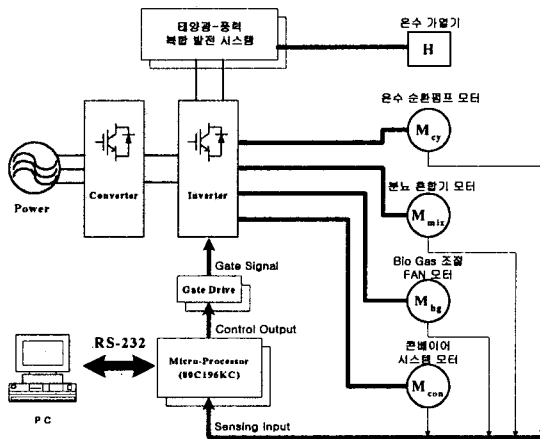 태양광-풍력
복합 발전 시스템
온수 가열기
H
온수 순환펌프 모터
M cy
Power
Converter
Inverter
분뇨 혼합기 모터
M mix
Gate Signal
Bio Gas 조절
FAN 모터
M bg
Gate Drive
Control Output
RS-232
Micro-Processor
(80C196KC)
콘베이어
시스템 모터
M con
PC
Sensing Input